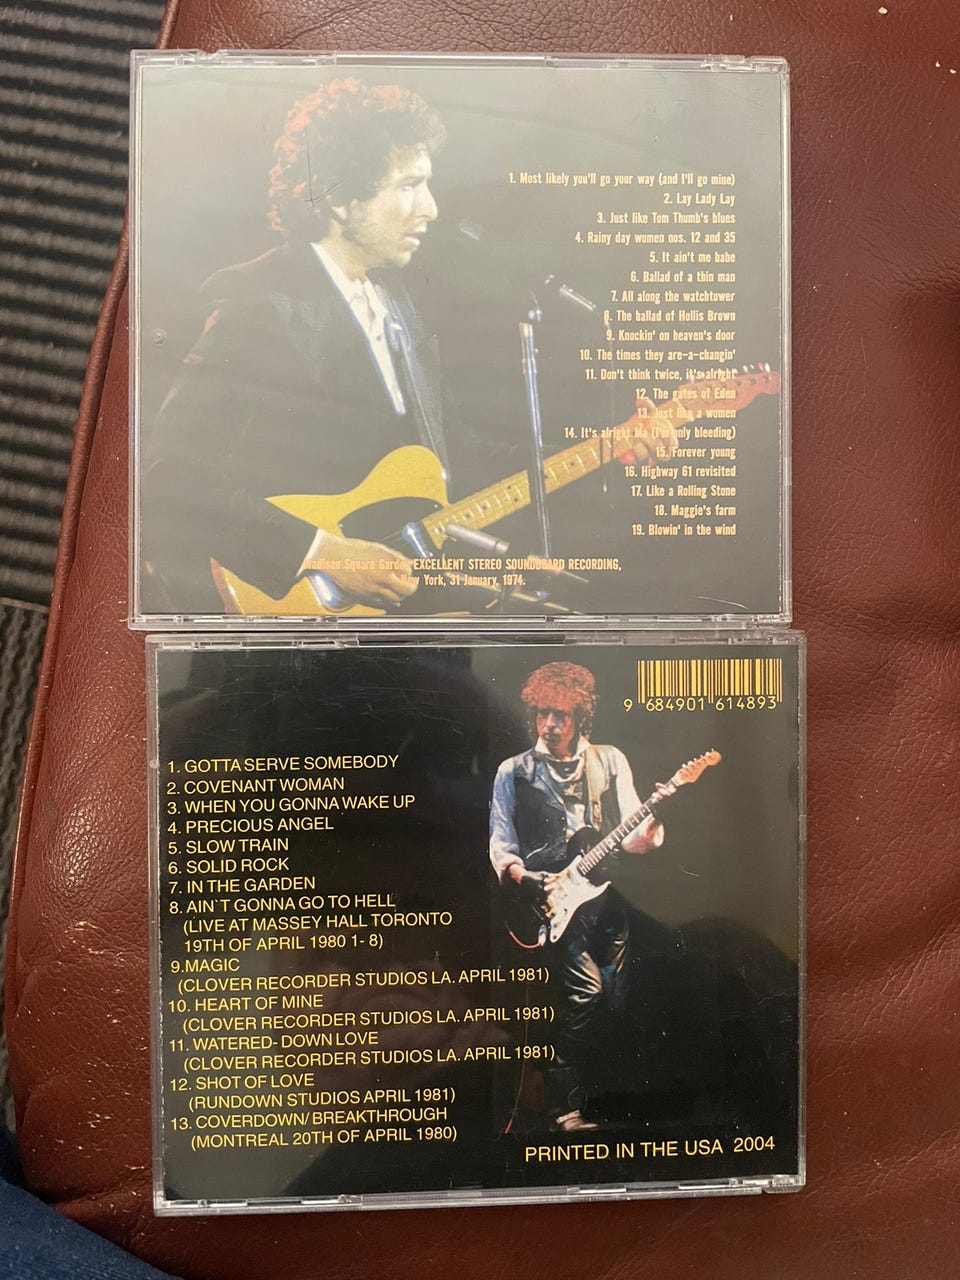 1. Most likely you'll go your way (and I'll go mine)
2. Lay Lady Lay
3. Just like Tom Thumb's blues
4. Rainy day women nos. 12 and 35
5. It ain't me babe
6. Ballad of a thin man
7. All along the watchtower
8. The ballad of Hollis Brown
9. Knockin' on heaven's door
10. The times they are-a-changin'
11. Don't think twice, it's alright
12. The gates of Eden
13. Just like a women
14. It's alright Ma (I'm only bleeding)
15. Forever young
16. Highway 61 revisited
17. Like a Rolling Stone
18. Maggie's farm
19. Blowin' in the wind
Madison Square Garden EXCELLENT STEREO SOUNDBOARD RECORDING,
New York, 31 January, 1974.
9 684901 614893
1. GOTTA SERVE SOMEBODY
2. COVENANT WOMAN
3. WHEN YOU GONNA WAKE UP
4. PRECIOUS ANGEL
5. SLOW TRAIN
6. SOLID ROCK
7. IN THE GARDEN
8. AIN`T GONNA GO TO HELL
(LIVE AT MASSEY HALL TORONTO
19TH OF APRIL 1980 1- 8)
9.MAGIC
(CLOVER RECORDER STUDIOS LA. APRIL 1981)
10. HEART OF MINE
(CLOVER RECORDER STUDIOS LA. APRIL 1981)
11. WATERED- DOWN LOVE
(CLOVER RECORDER STUDIOS LA. APRIL 1981)
12. SHOT OF LOVE
(RUNDOWN STUDIOS APRIL 1981)
13. COVERDOWN/ BREAKTHROUGH
(MONTREAL 20TH OF APRIL 1980)
PRINTED IN THE USA 2004